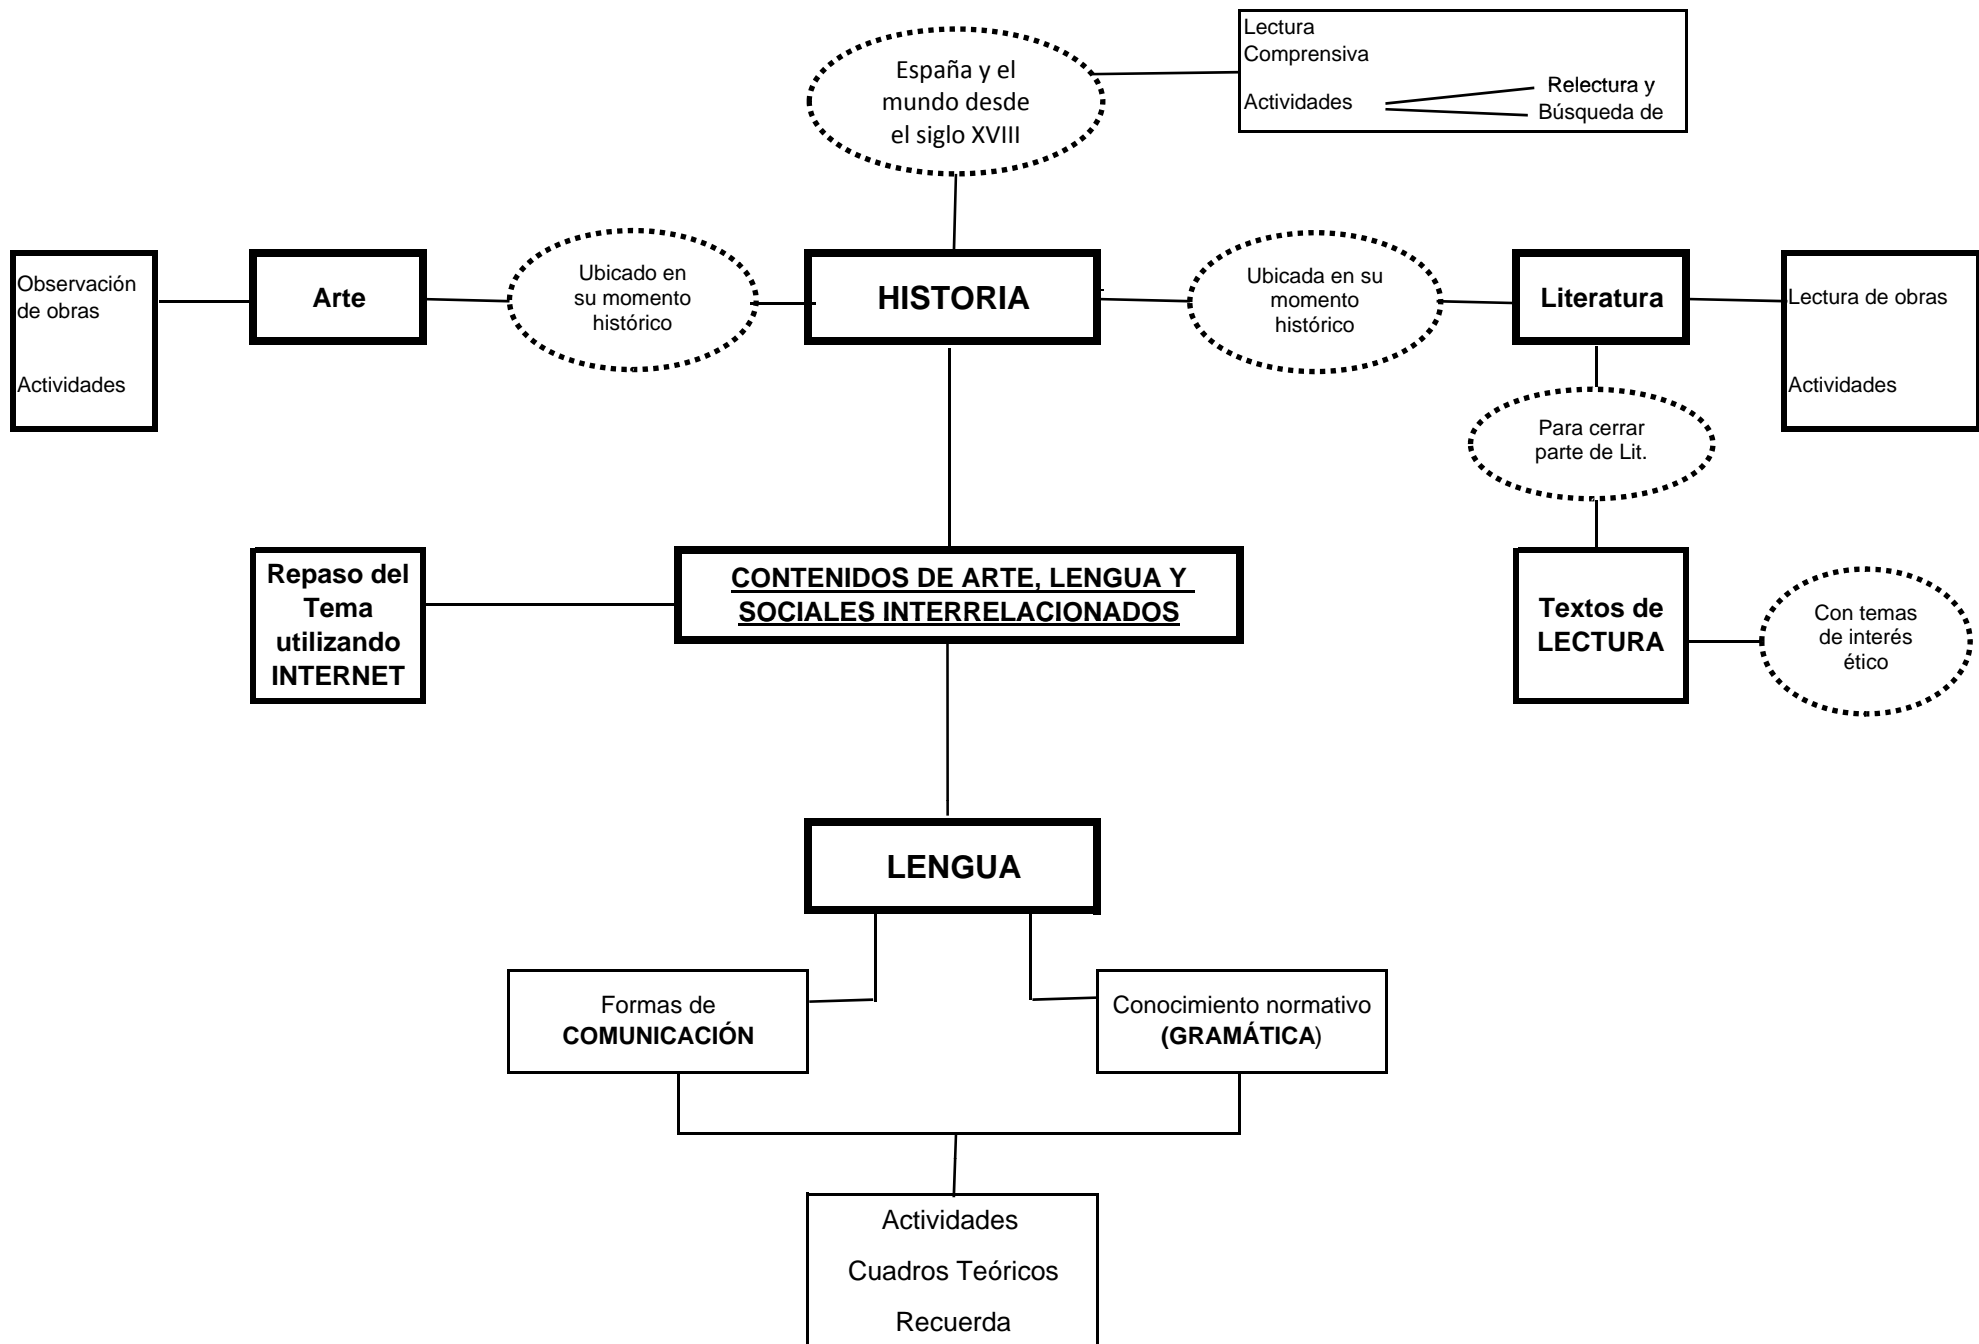 España y el
mundo desde
el siglo XVIII
Lectura
Comprensiva
Actividades
Relectura y
Búsqueda de
Observación
de obras
Actividades
Arte
Ubicado en
su momento
histórico
HISTORIA
Ubicada en su
momento
histórico
Literatura
Lectura de obras
Actividades
Para cerrar
parte de Lit.
Repaso del
Tema
utilizando
INTERNET
CONTENIDOS DE ARTE, LENGUA Y
SOCIALES INTERRELACIONADOS
Textos de
LECTURA
Con temas
de interés
ético
LENGUA
Formas de
COMUNICACIÓN
Conocimiento normativo
(GRAMÁTICA)
Actividades
Cuadros Teóricos
Recuerda